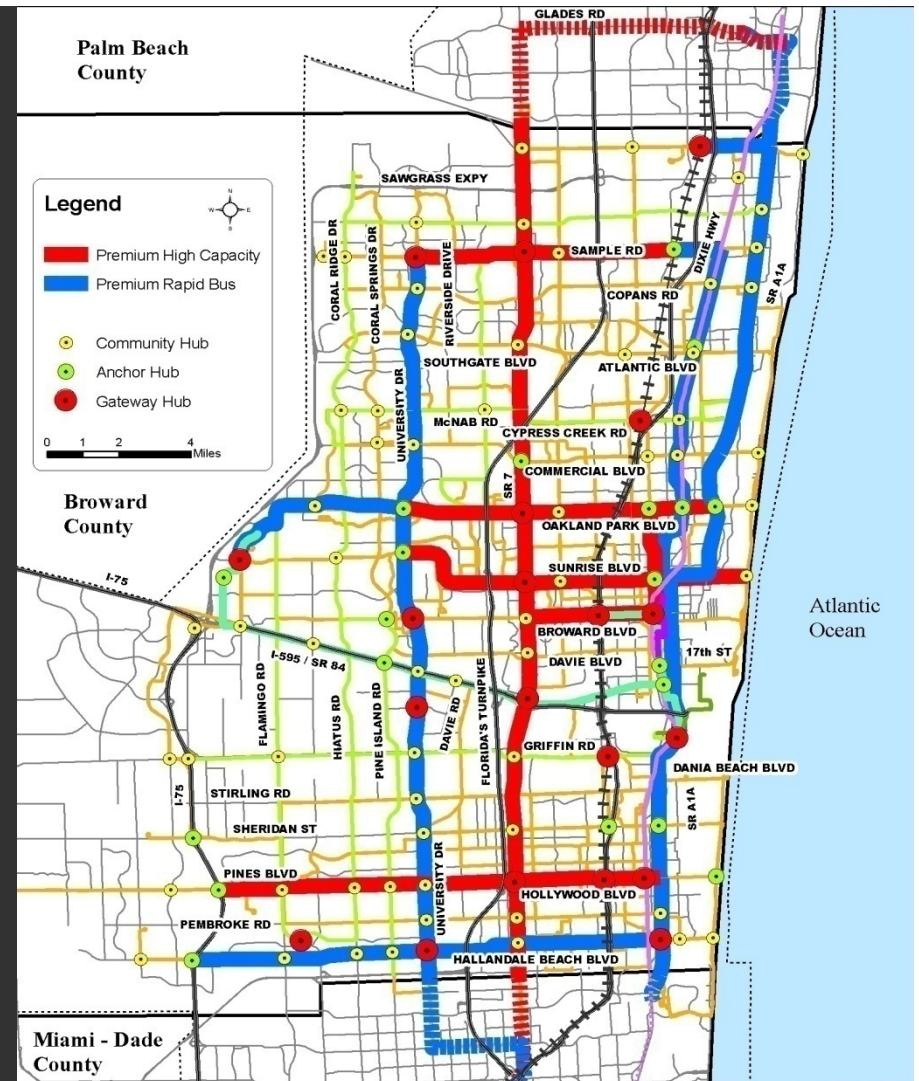 GLADES RD
Palm Beach
County
SAWGRASS EXPY
Legend
N
W
E
S
Premium High Capacity
Premium Rapid Bus
Community Hub
Anchor Hub
Gateway Hub
0 1 2 4
Miles
CORAL RIDGE DR
CORAL SPRINGS DR
RIVERSIDE DRIVE
SAMPLE RD
DIXIE HWY
SR A1A
COPANS RD
SOUTHGATE BLVD
ATLANTIC BLVD
UNIVERSITY DR
McNAB RD
CYPRESS CREEK RD
COMMERCIAL BLVD
SR 7
Broward
County
OAKLAND PARK BLVD
I-75
SUNRISE BLVD
Atlantic
Ocean
BROWARD BLVD
I-595 / SR 84
DAVIE BLVD
17th ST
FLAMINGO RD
HIATUS RD
PINE ISLAND RD
DAVIE RD
FLORIDA'S TURNPIKE
GRIFFIN RD
DANIA BEACH BLVD
I-75
STIRLING RD
SR A1A
SHERIDAN ST
UNIVERSITY DR
PINES BLVD
HOLLYWOOD BLVD
PEMBROKE RD
HALLANDALE BEACH BLVD
Miami - Dade
County